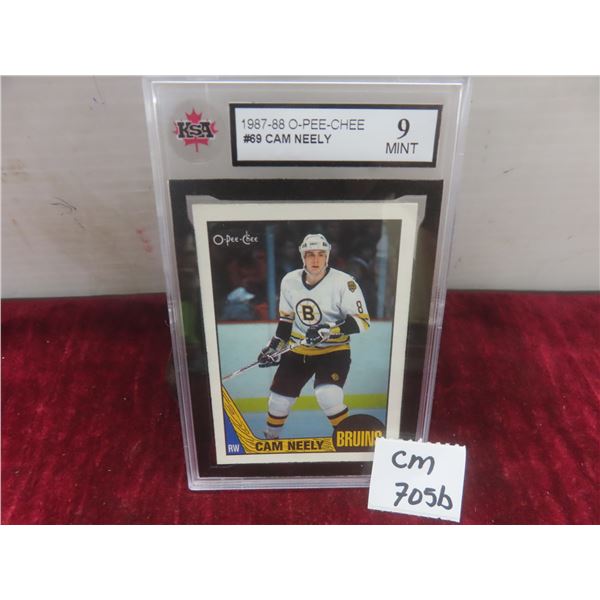 KSA
1987-88 O-PEE-CHEE
#69 CAM NEELY
9
MINT
O-Pee-Chee
B
8
RW
CAM NEELY
BRUINS
cm
705b